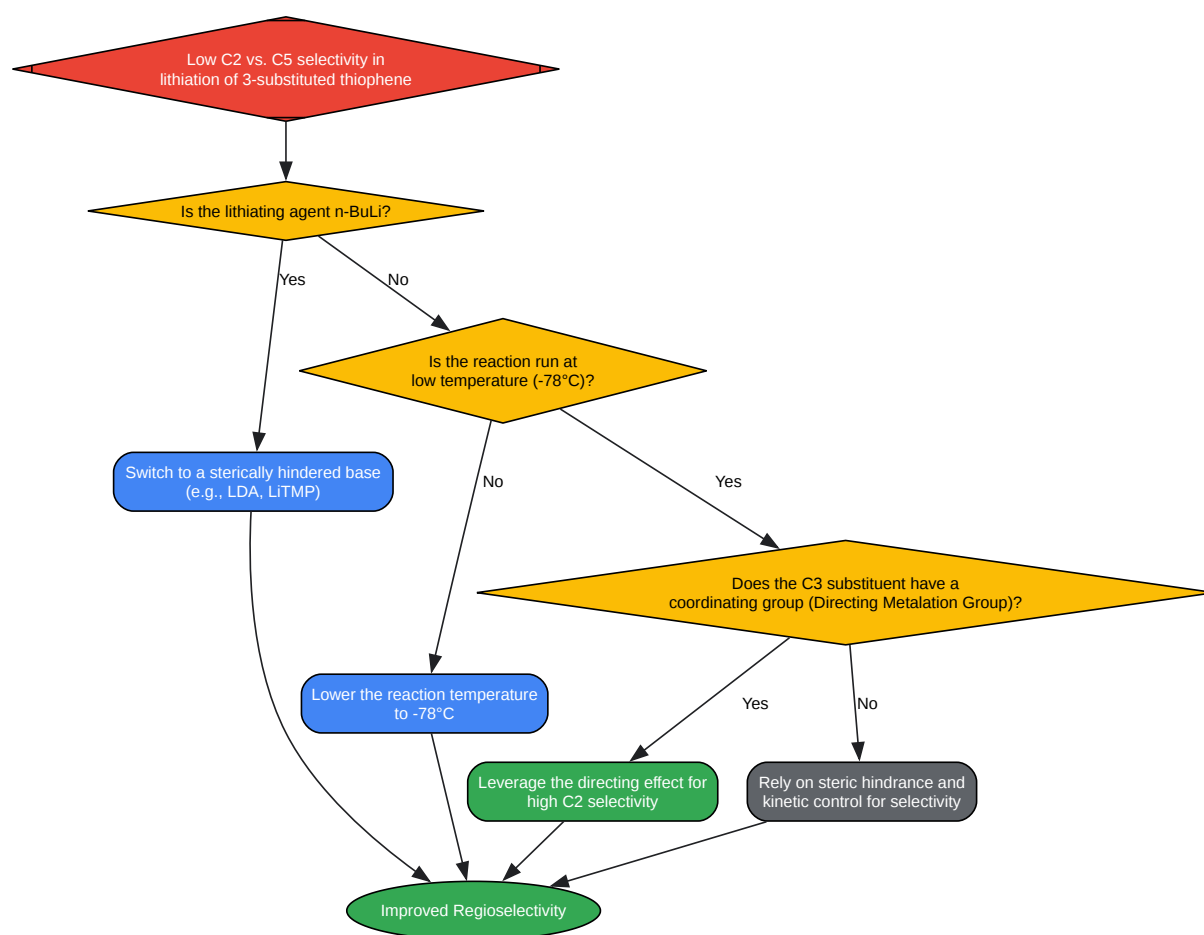 Low C2 vs. C5 selectivity in
lithiation of 3-substituted thiophene
Is the lithiating agent n-BuLi?
Yes
No
Is the reaction run at
low temperature (-78°C)?
Switch to a sterically hindered base
(e.g., LDA, LiTMP)
No
Yes
Does the C3 substituent have a
coordinating group (Directing Metalation Group)?
Lower the reaction temperature
to -78°C
Yes
No
Leverage the directing effect for
high C2 selectivity
Rely on steric hindrance and
kinetic control for selectivity
Improved Regioselectivity